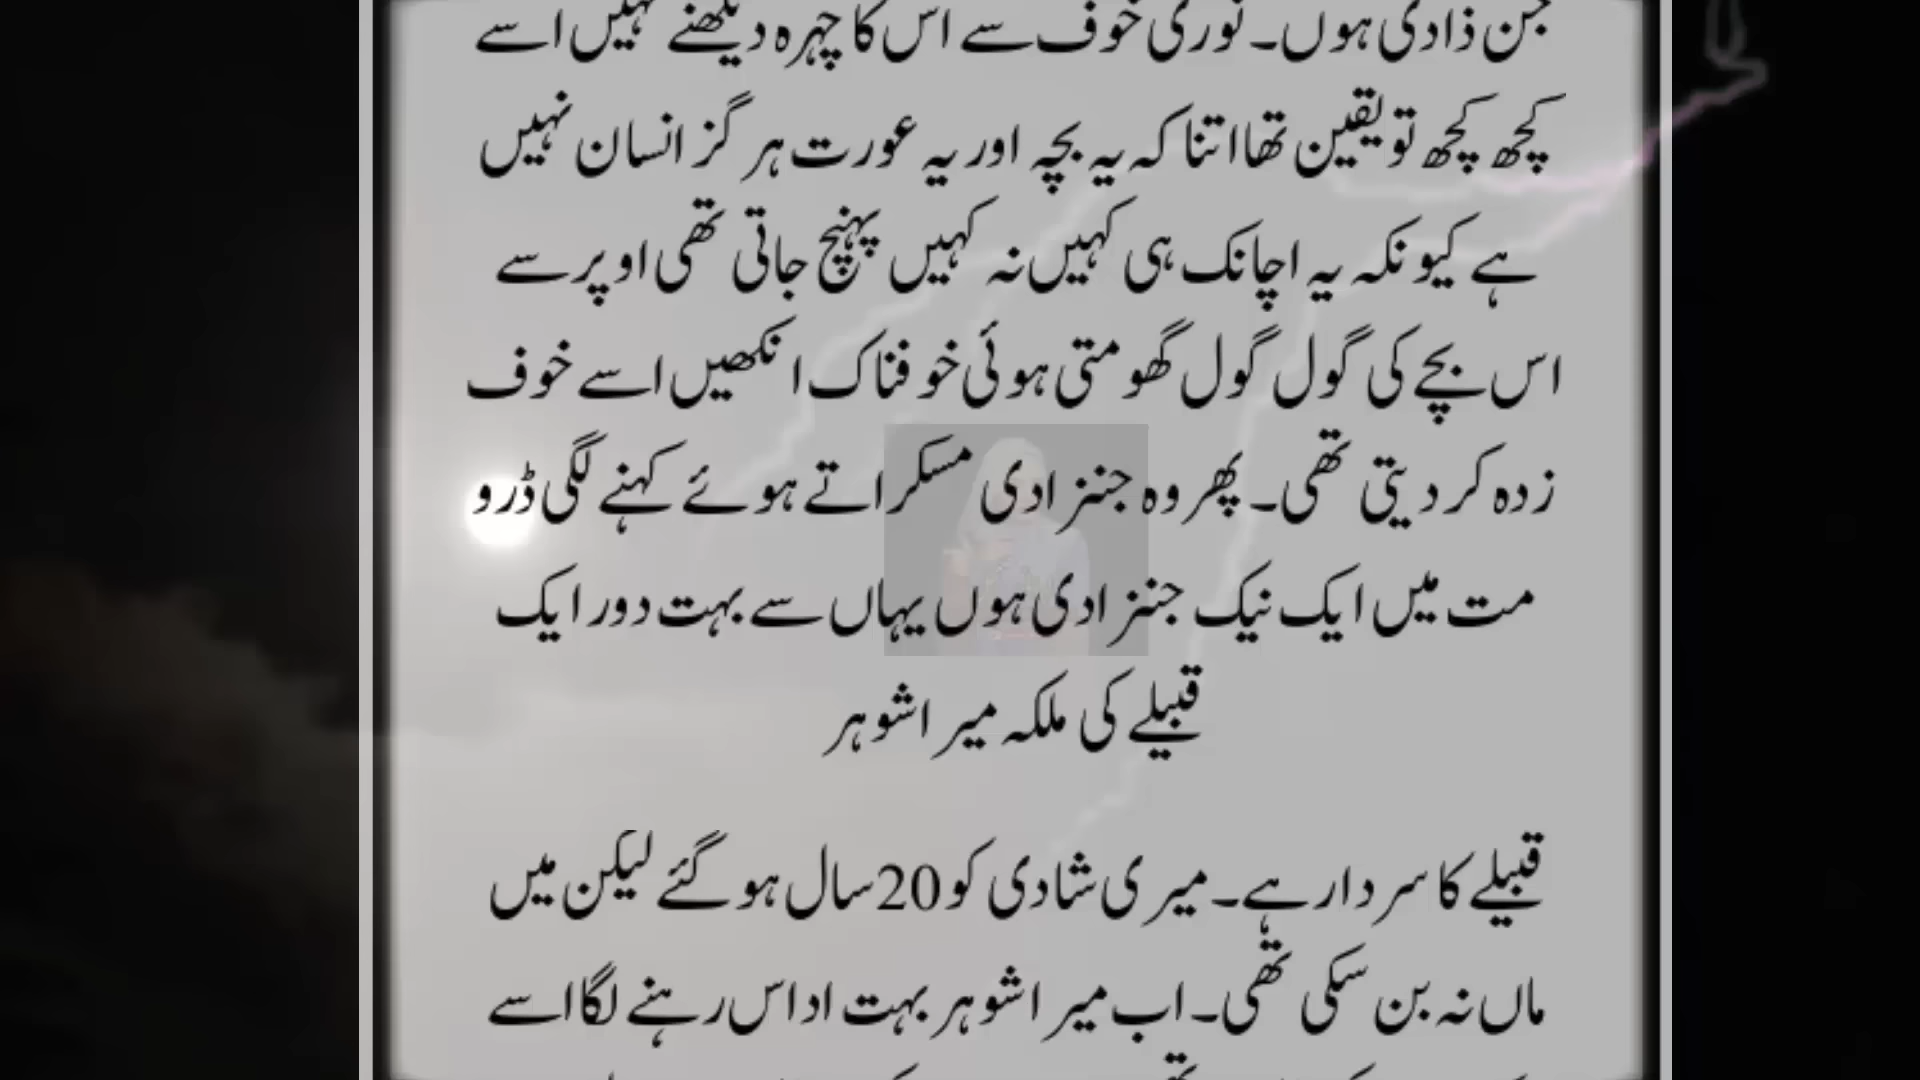 جن ذادی ہوں۔ نوری خوف سے اس کا چہرہ دیکھنے نہیں اسے
کچھ کچھ تو یقین تھا اتنا کہ یہ بچہ اور یہ عورت ہر گز انسان نہیں
ہے کیونکہ یہ اچانک ہی کہیں نہ کہیں پہنچ جاتی تھی اوپر سے
اس بچے کی گول گول گھومتی ہوئی خوفناک انکھیں اسے خوف
زدہ کر دیتی تھی۔ پھر وہ جنزادی مسکراتے ہوئے کہنے لگی ڈرو
مت میں ایک نیک جنزادی ہوں یہاں سے بہت دور ایک
قبیلے کی ملکہ میرا شوہر
قبیلے کا سردار ہے۔ میری شادی کو 20 سال ہو گئے لیکن میں
ماں نہ بن سکی تھی۔ اب میرا شوہر بہت اداس رہنے لگا اسے